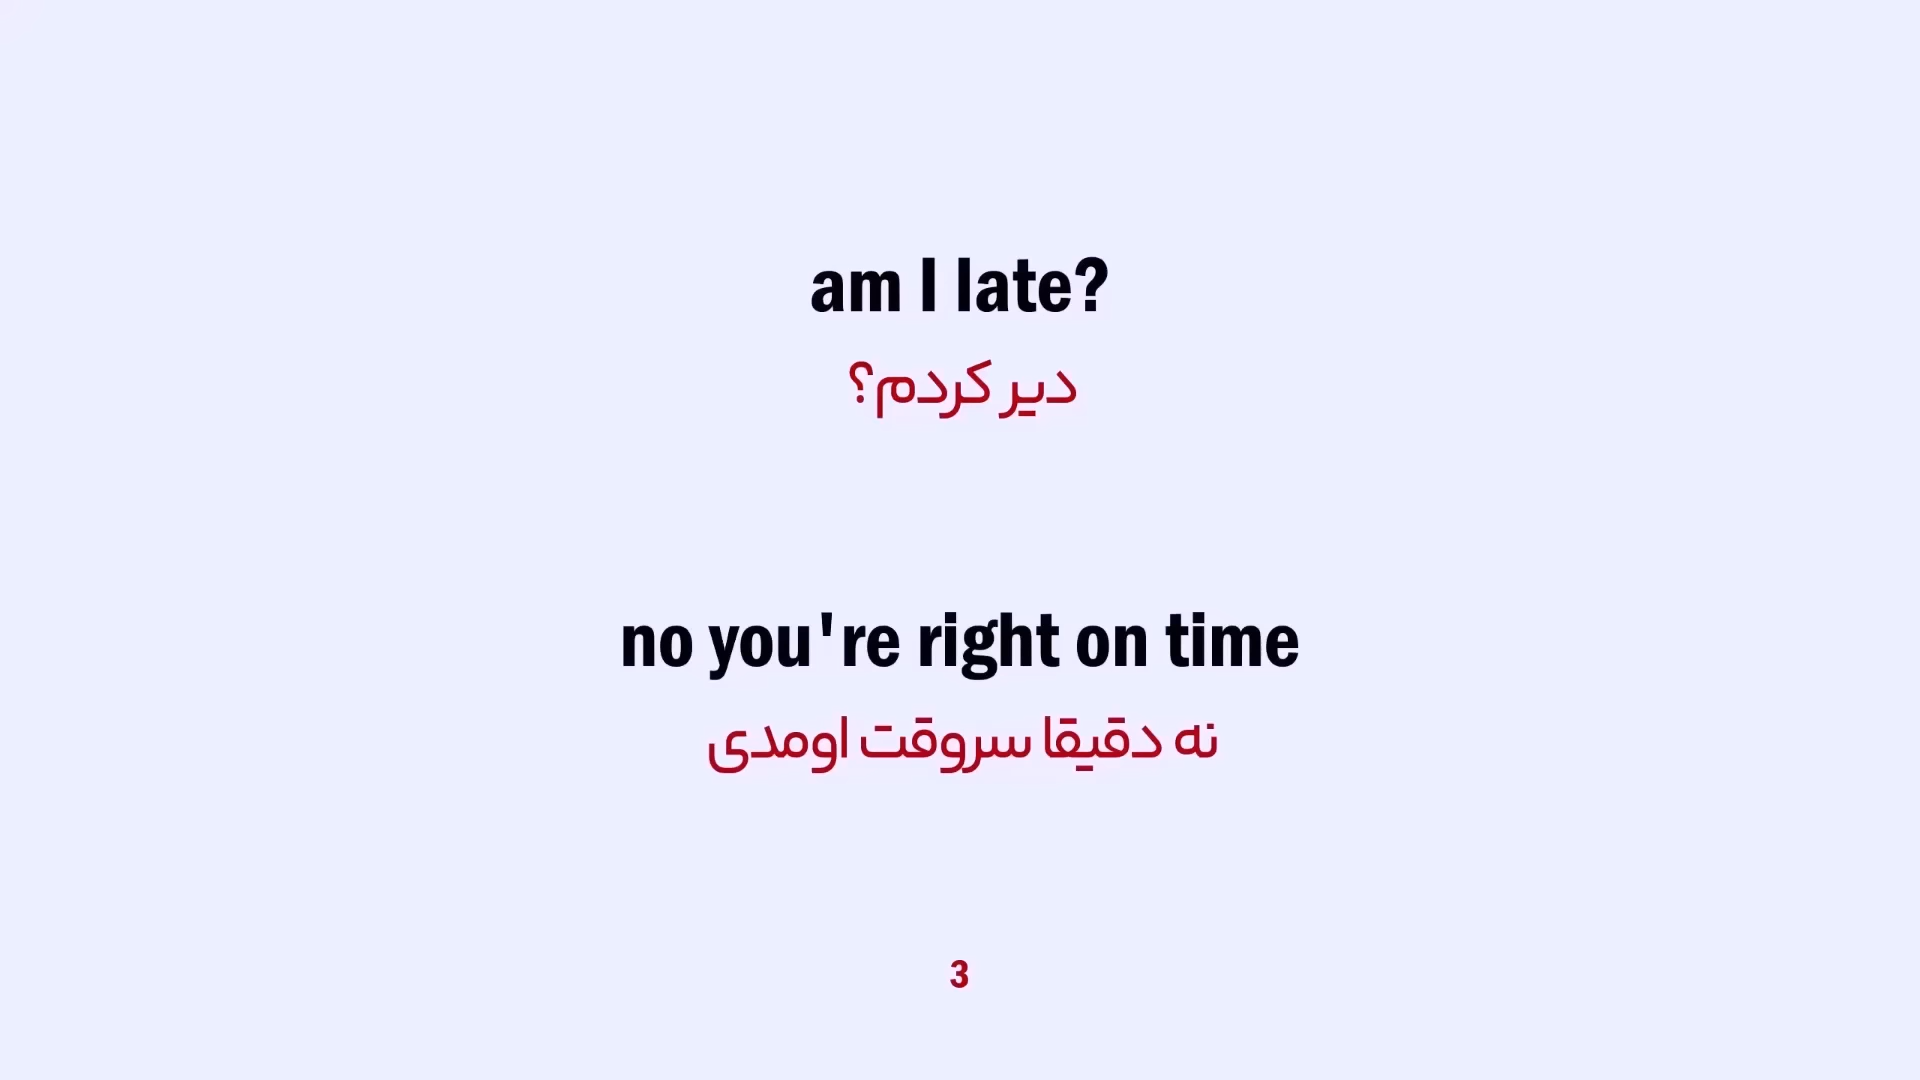 am I late?
دیر کردم؟
no you're right on time
نه دقیقا سروقت اومدی
3